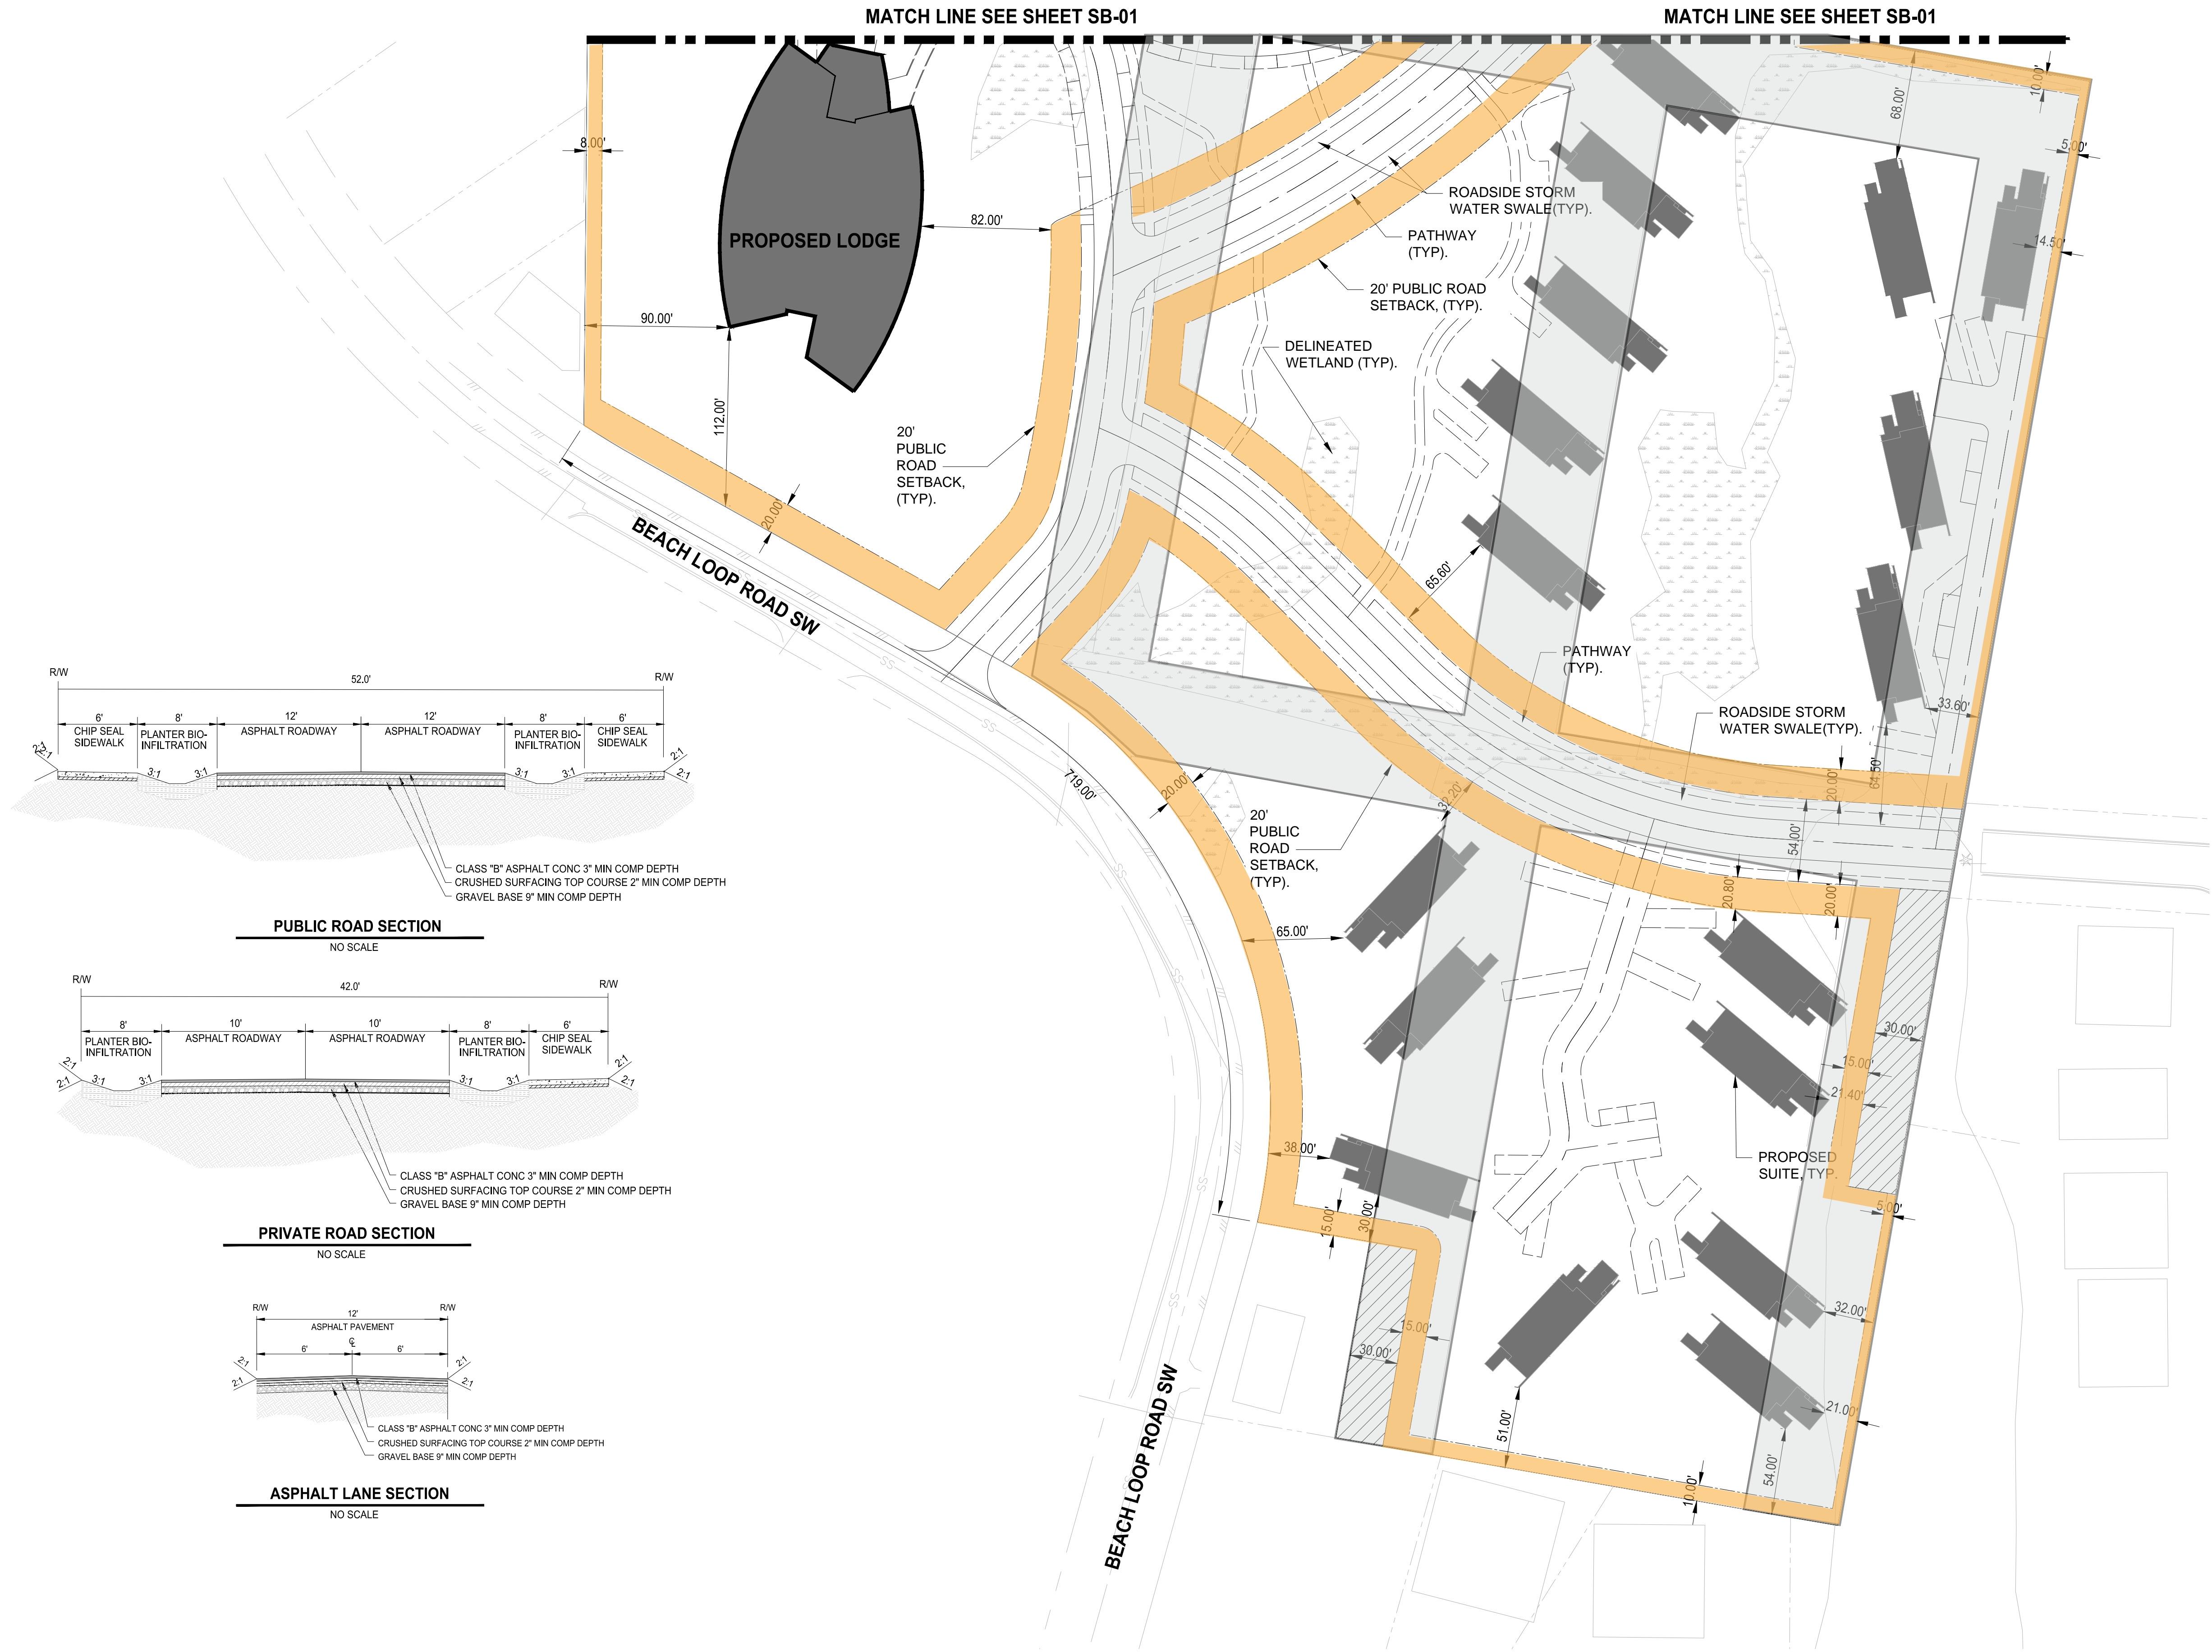 MATCH LINE SEE SHEET SB-01
MATCH LINE SEE SHEET SB-01
10.00'
68.00'
5.00'
8.00'
ROADSIDE STORM
WATER SWALE(TYP).
82.00'
PROPOSED LODGE
PATHWAY
(TYP).
14.50'
20' PUBLIC ROAD
SETBACK, (TYP).
90.00'
DELINEATED
WETLAND (TYP).
112.00'
20'
PUBLIC
ROAD
SETBACK,
(TYP).
20.00'
BEACH LOOP ROAD SW
65.60'
PATHWAY
(TYP).
33.60'
ROADSIDE STORM
WATER SWALE(TYP).
719.00'
20.00'
32.20'
20.00'
64.50'
54.00'
20'
PUBLIC
ROAD
SETBACK,
(TYP).
20.80'
20.00'
65.00'
30.00'
15.00'
21.40'
38.00'
PROPOSED
SUITE, TYP.
15.00'
30.00'
5.00'
32.00'
15.00'
30.00'
21.00'
51.00'
54.00'
10.00'
BEACH LOOP ROAD SW
SS
SS
SS
SS
SS
SS
SS
R/W
R/W
52.0'
6'
8'
12'
12'
8'
6'
CHIP SEAL
SIDEWALK
PLANTER BIO-
INFILTRATION
ASPHALT ROADWAY
ASPHALT ROADWAY
PLANTER BIO-
INFILTRATION
CHIP SEAL
SIDEWALK
2:1
2:1
3:1
3:1
3:1
3:1
2:1
2:1
CLASS "B" ASPHALT CONC 3" MIN COMP DEPTH
CRUSHED SURFACING TOP COURSE 2" MIN COMP DEPTH
GRAVEL BASE 9" MIN COMP DEPTH
PUBLIC ROAD SECTION
NO SCALE
R/W
R/W
42.0'
8'
10'
10'
8'
6'
PLANTER BIO-
INFILTRATION
ASPHALT ROADWAY
ASPHALT ROADWAY
PLANTER BIO-
INFILTRATION
CHIP SEAL
SIDEWALK
2:1
2:1
3:1
3:1
3:1
3:1
2:1
2:1
CLASS "B" ASPHALT CONC 3" MIN COMP DEPTH
CRUSHED SURFACING TOP COURSE 2" MIN COMP DEPTH
GRAVEL BASE 9" MIN COMP DEPTH
PRIVATE ROAD SECTION
NO SCALE
R/W
R/W
12'
ASPHALT PAVEMENT
℄
6'
6'
2:1
2:1
2:1
2:1
CLASS "B" ASPHALT CONC 3" MIN COMP DEPTH
CRUSHED SURFACING TOP COURSE 2" MIN COMP DEPTH
GRAVEL BASE 9" MIN COMP DEPTH
ASPHALT LANE SECTION
NO SCALE